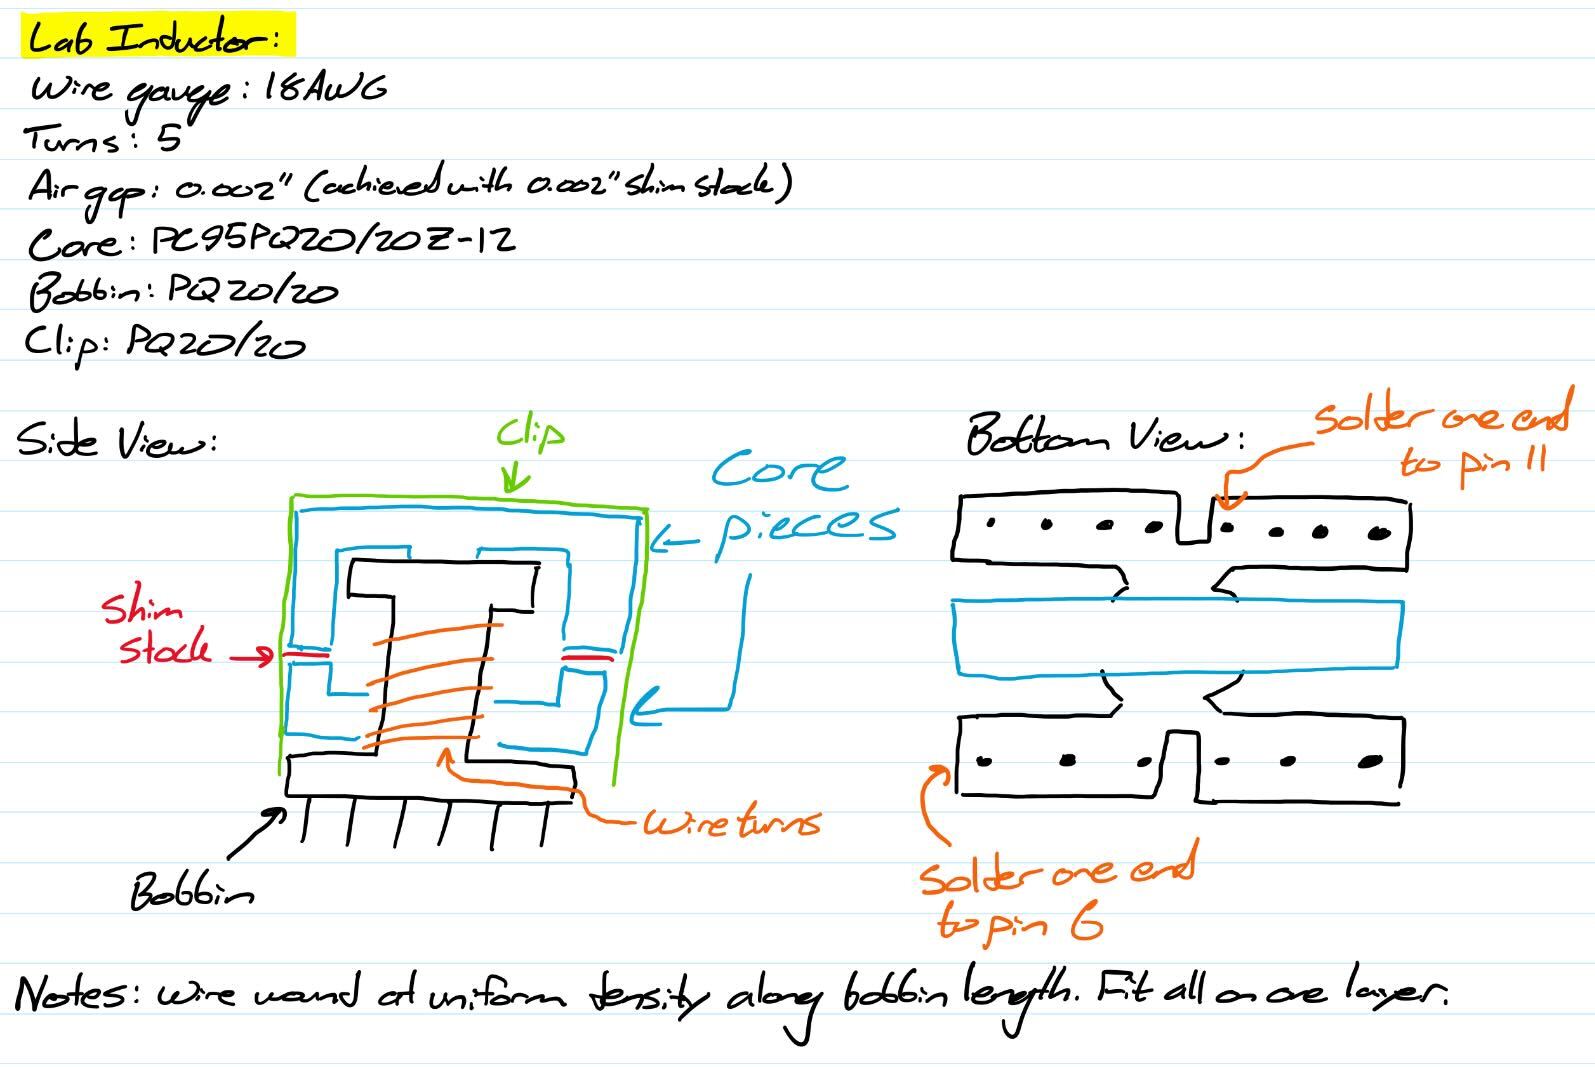 Lab Inductor:
Wire gauge: 18AWG
Turns: 5
Air gap: 0.002" (achieved with 0.002" shim stock)
Core: PC95PQ20/20Z-12
Bobbin: PQ20/20
Clip: PQ20/20
Side View:
Clip
Core
pieces
Shim
stock
Wire turns
Bobbin
Bottom View:
Solder one end
to pin 11
Solder one end
to pin 6
Notes: wire wound at uniform density along bobbin length. Fit all on one layer.